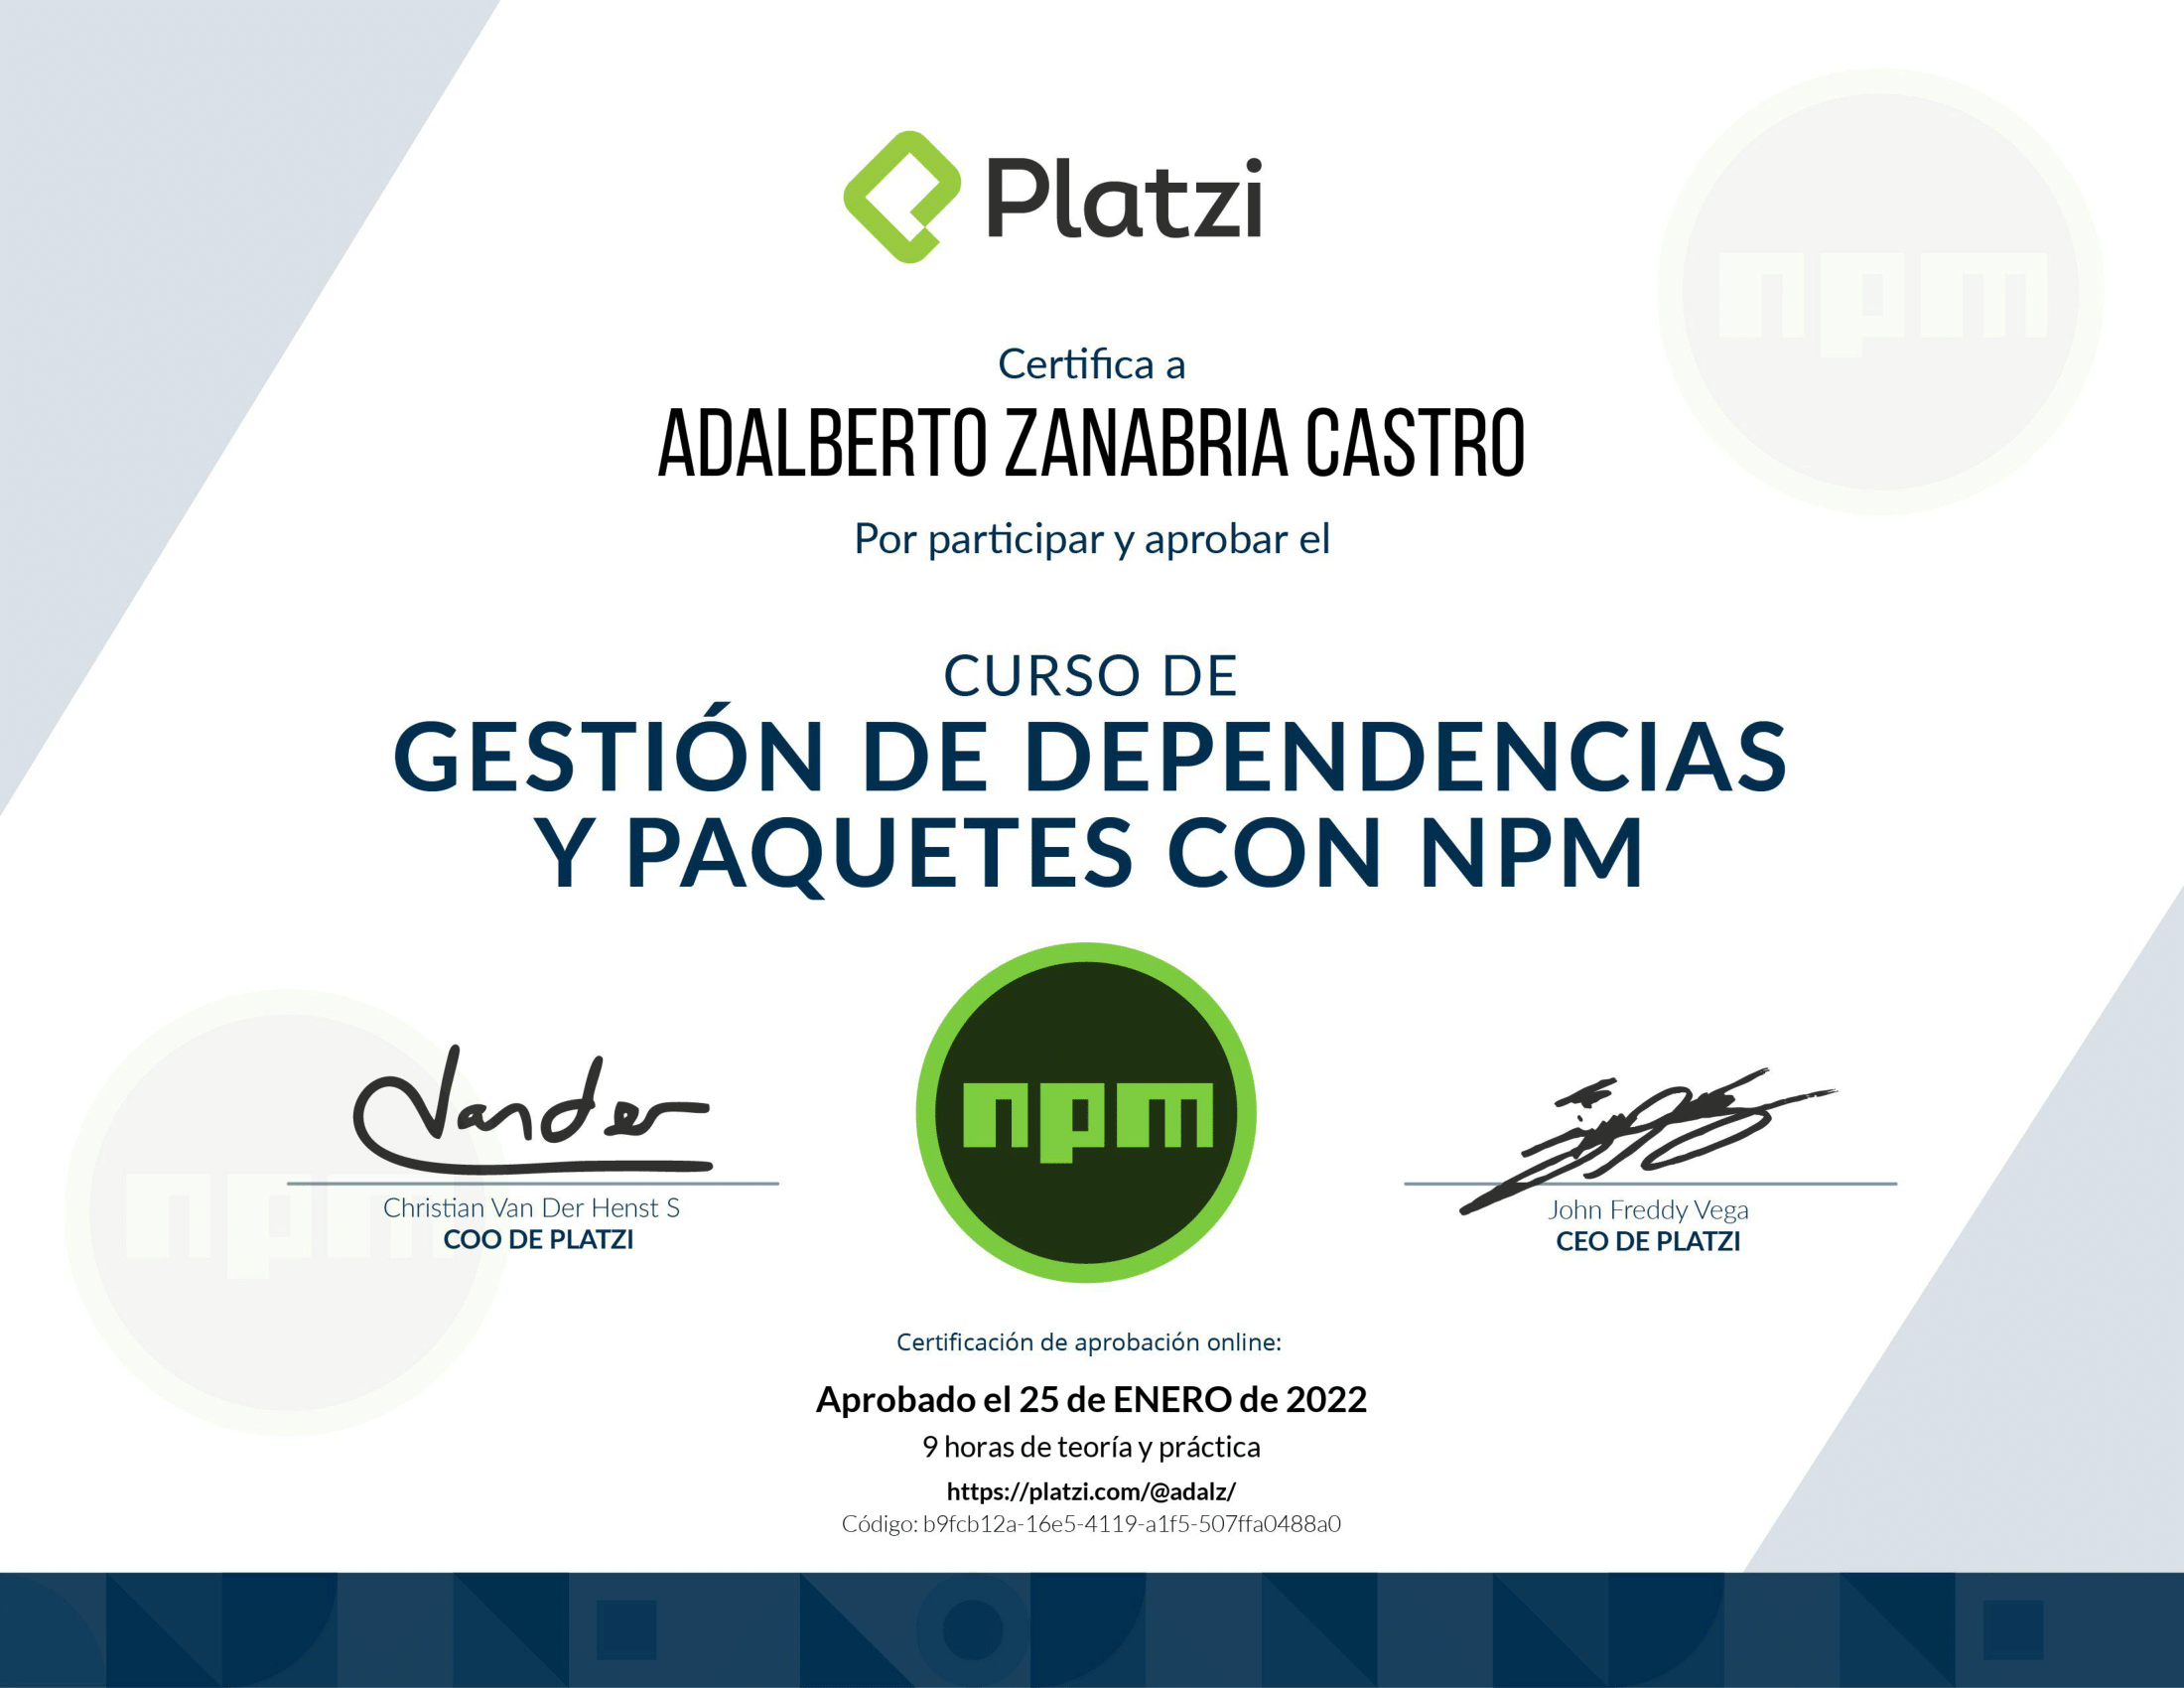 Platzi
npm
Certifica a
ADALBERTO ZANABRIA CASTRO
Por participar y aprobar el
CURSO DE
GESTIÓN DE DEPENDENCIAS
Y PAQUETES CON NPM
Vander
npm
npm
Christian Van Der Henst S
COO DE PLATZI
John Freddy Vega
CEO DE PLATZI
Certificación de aprobación online:
Aprobado el 25 de ENERO de 2022
9 horas de teoría y práctica
https://platzi.com/@adalz/
Código: b9fcb12a-16e5-4119-a1f5-507ffa0488a0